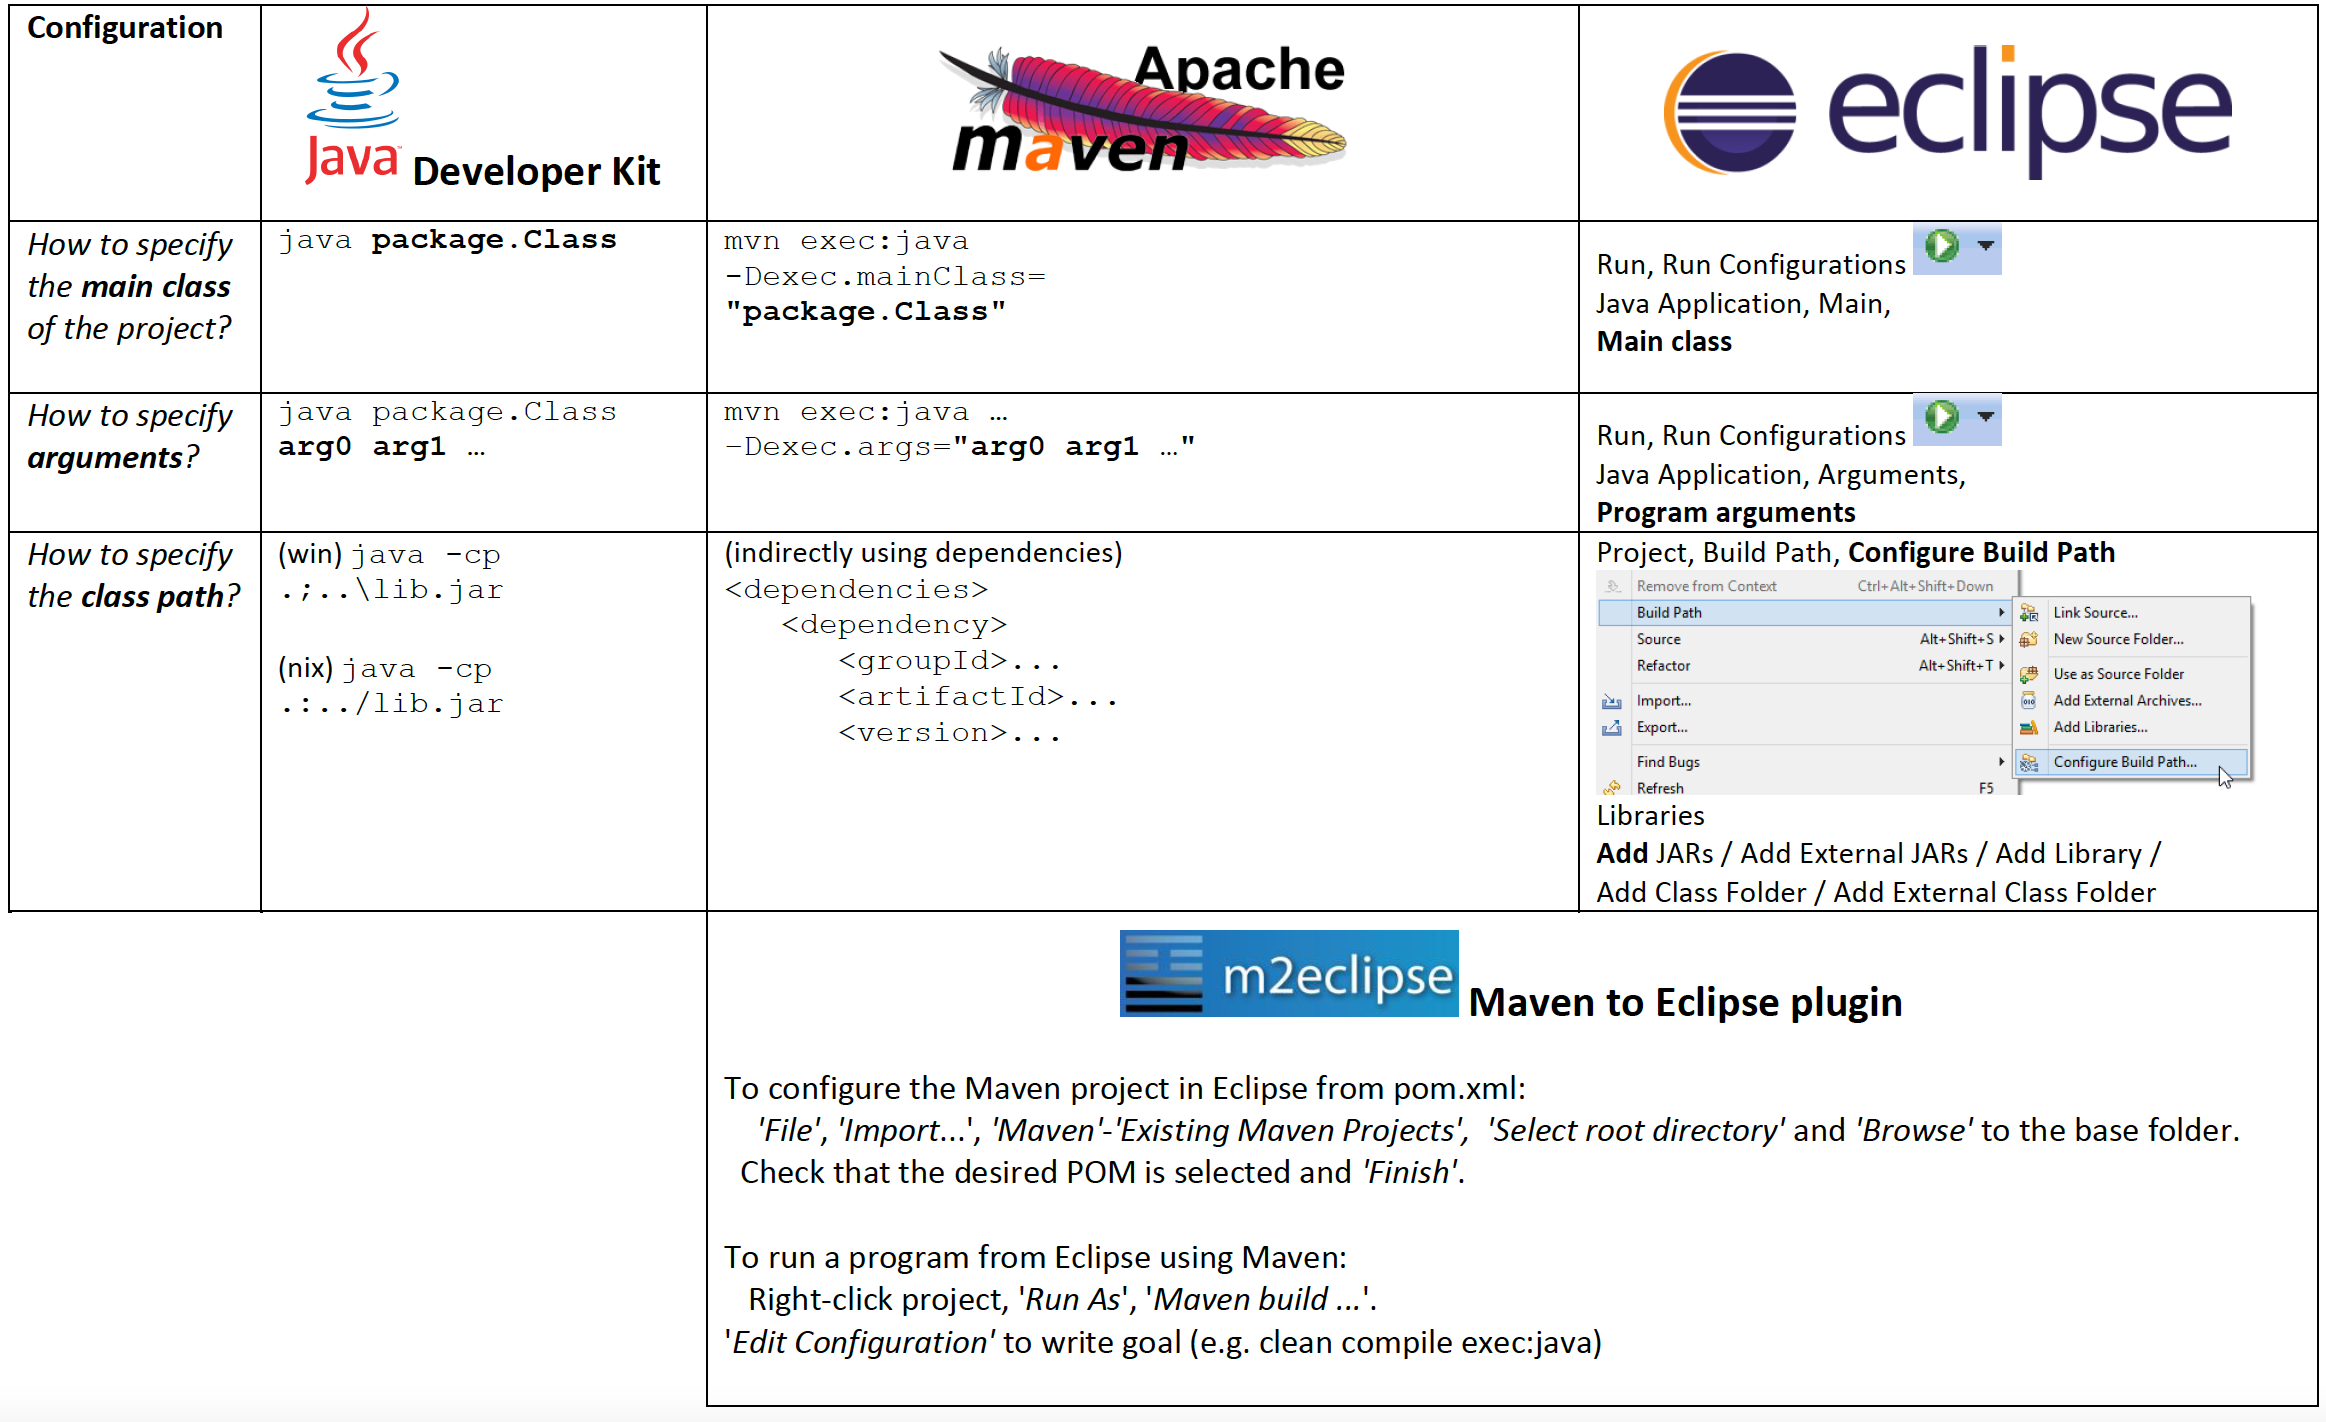 Configuration
Java Developer Kit
Apache
maven
eclipse
How to specify
the main class
of the project?
java package.Class
mvn exec:java
-Dexec.mainClass=
"package.Class"
Run, Run Configurations
Java Application, Main,
Main class
How to specify
arguments?
java package.Class
arg0 arg1 …
mvn exec:java …
–Dexec.args="arg0 arg1 …"
Run, Run Configurations
Java Application, Arguments,
Program arguments
How to specify
the class path?
(win) java -cp
.;..\lib.jar
(nix) java -cp
.:../lib.jar
(indirectly using dependencies)
<dependencies>
<dependency>
<groupId>...
<artifactId>...
<version>...
Project, Build Path, Configure Build Path
Remove from Context Ctrl+Alt+Shift+Down
Build Path
Source Alt+Shift+S
Refactor Alt+Shift+T
Import...
Export...
Find Bugs
Refresh F5
Link Source...
New Source Folder...
Use as Source Folder
Add External Archives...
Add Libraries...
Configure Build Path...
Libraries
Add JARs / Add External JARs / Add Library /
Add Class Folder / Add External Class Folder
m2eclipse Maven to Eclipse plugin
To configure the Maven project in Eclipse from pom.xml:
'File', 'Import...', 'Maven'-'Existing Maven Projects', 'Select root directory' and 'Browse' to the base folder.
Check that the desired POM is selected and 'Finish'.
To run a program from Eclipse using Maven:
Right-click project, 'Run As', 'Maven build ...'.
'Edit Configuration' to write goal (e.g. clean compile exec:java)